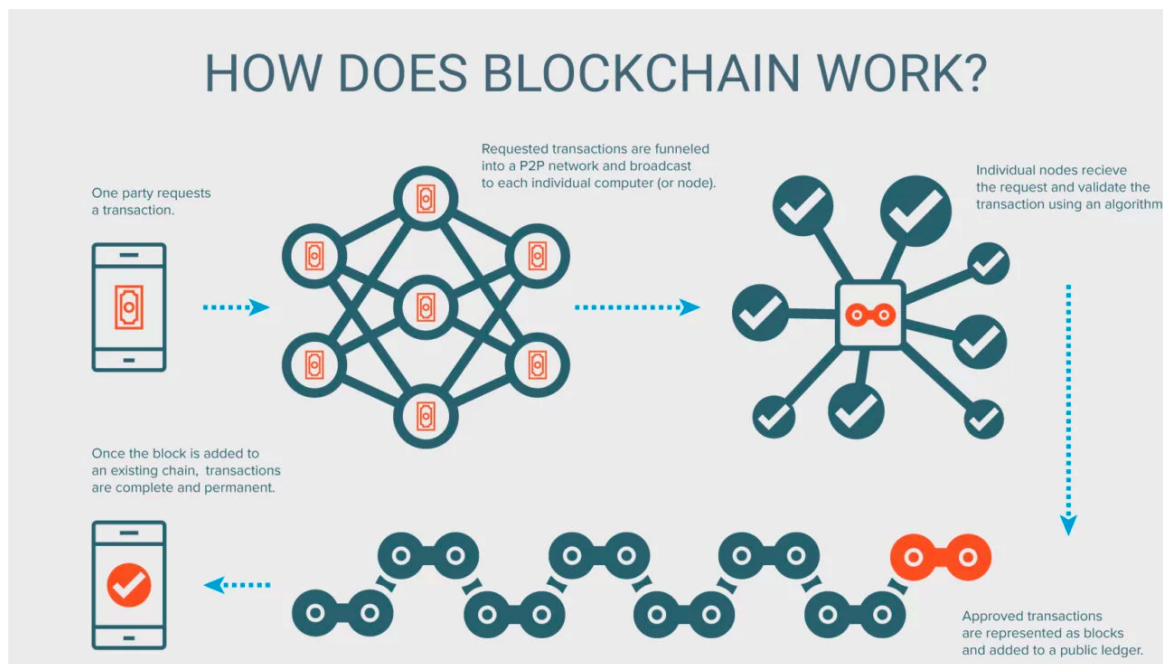 HOW DOES BLOCKCHAIN WORK?
One party requests
a transaction.
Requested transactions are funneled
into a P2P network and broadcast
to each individual computer (or node).
Individual nodes recieve
the request and validate the
transaction using an algorithm
Approved transactions
are represented as blocks
and added to a public ledger.
Once the block is added to
an existing chain, transactions
are complete and permanent.